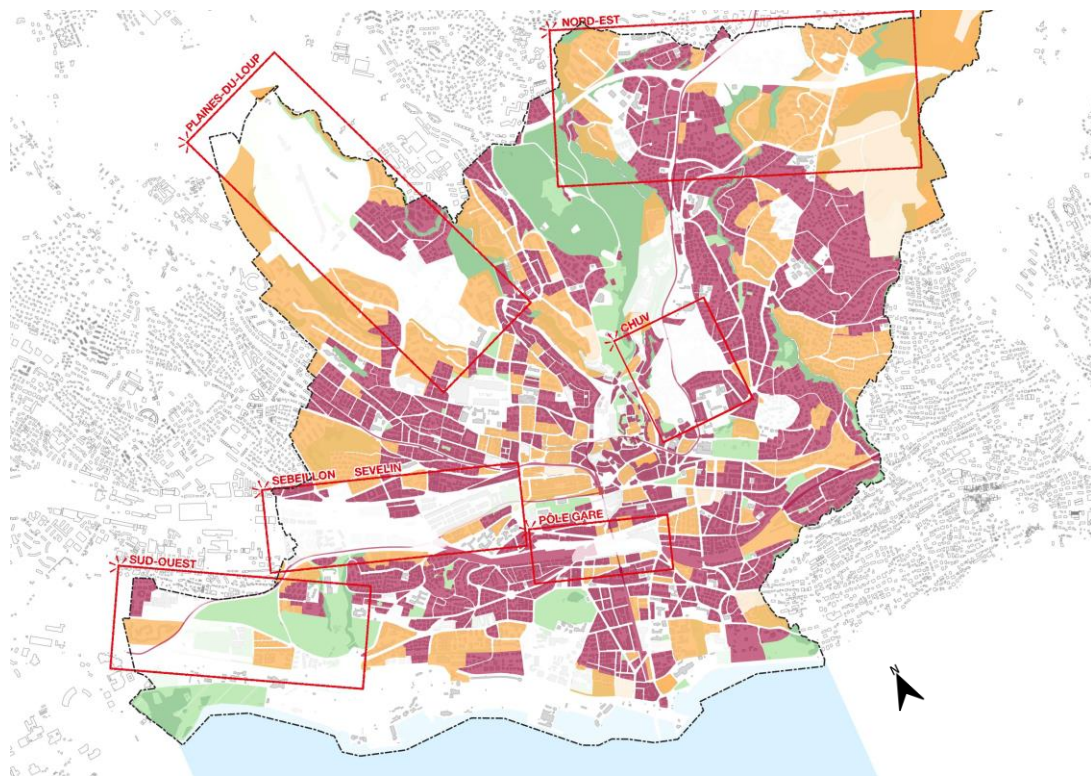 NORD-EST
PLAINES-DU-LOUP
CHUV
SEBEILLON SEVELIN
PÔLE GARE
SUD-OUEST
N